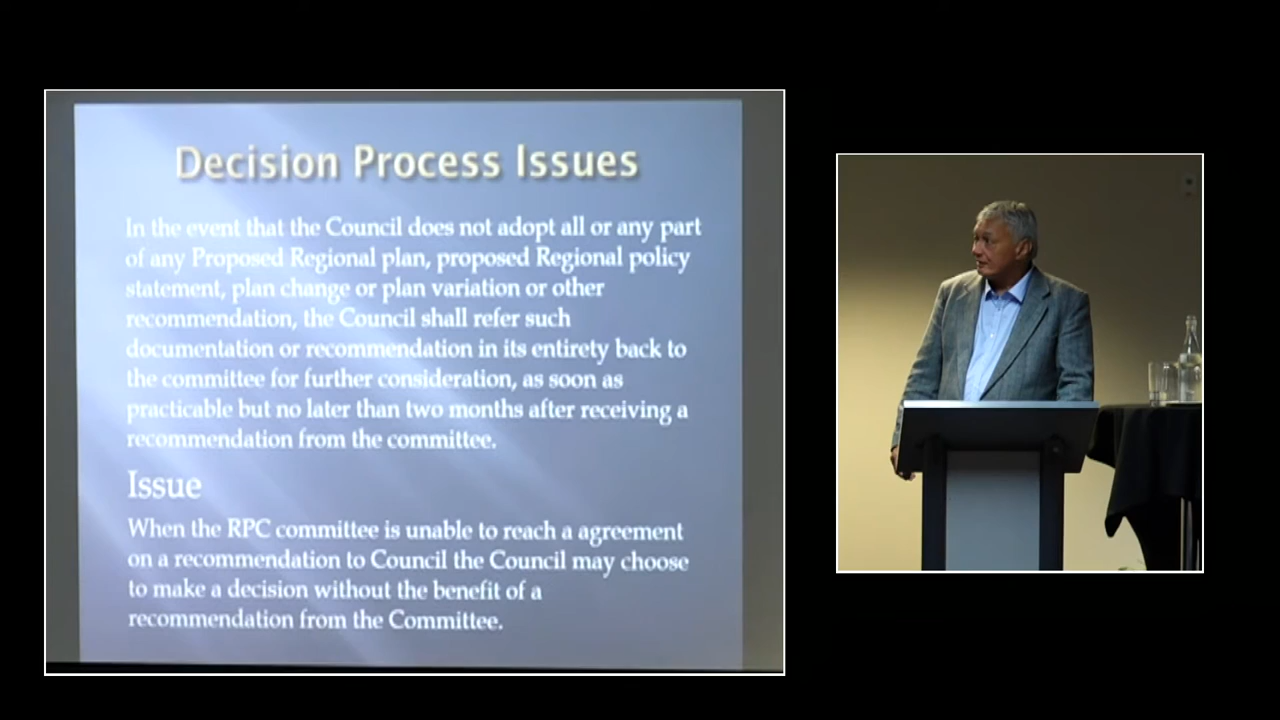 Decision Process Issues
In the event that the Council does not adopt all or any part
of any Proposed Regional plan, proposed Regional policy
statement, plan change or plan variation or other
recommendation, the Council shall refer such
documentation or recommendation in its entirety back to
the committee for further consideration, as soon as
practicable but no later than two months after receiving a
recommendation from the committee.
Issue
When the RPC committee is unable to reach a agreement
on a recommendation to Council the Council may choose
to make a decision without the benefit of a
recommendation from the Committee.